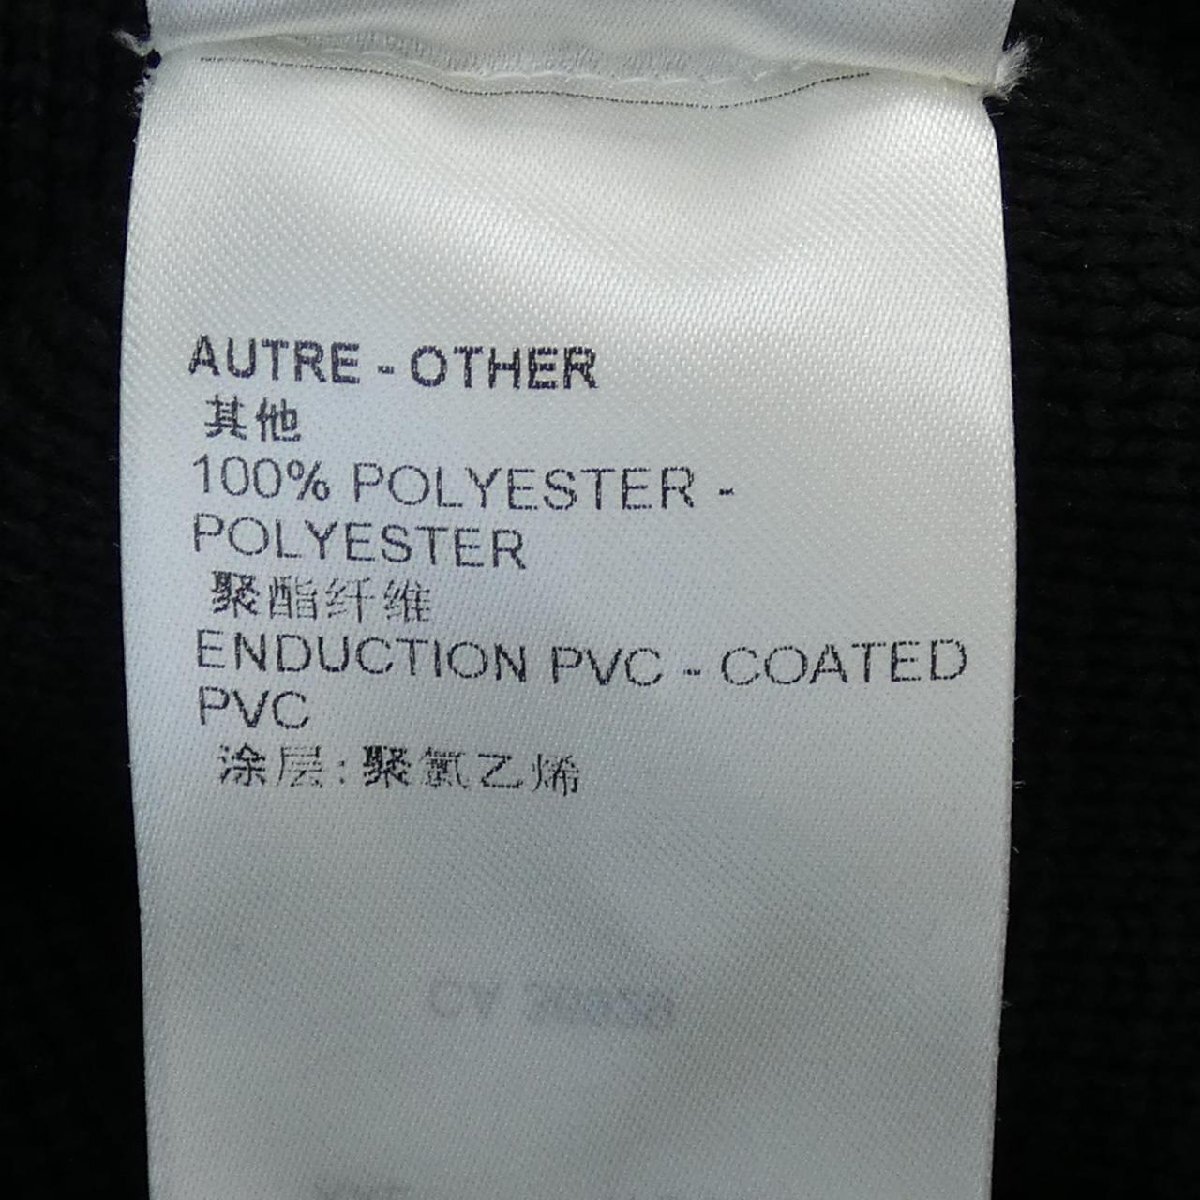 AUTRE - OTHER
其他
100% POLYESTER -
POLYESTER
聚酯纤维
ENDUCTION PVC - COATED
PVC
涂层:聚氯乙烯